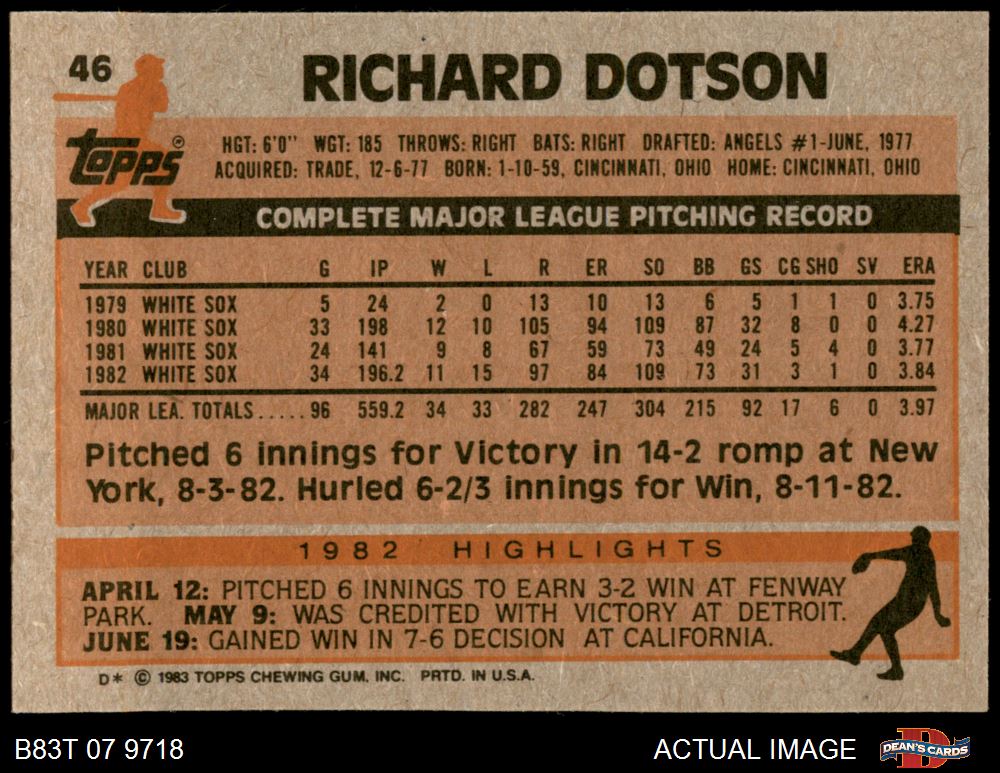 46
RICHARD DOTSON
topps®
HGT: 6'0" WGT: 185 THROWS: RIGHT BATS: RIGHT DRAFTED: ANGELS #1-JUNE, 1977
ACQUIRED: TRADE, 12-6-77 BORN: 1-10-59, CINCINNATI, OHIO HOME: CINCINNATI, OHIO
COMPLETE MAJOR LEAGUE PITCHING RECORD
YEAR CLUB G IP W L R ER SO BB GS CG SHO SV ERA
1979 WHITE SOX 5 24 2 0 13 10 13 6 5 1 1 0 3.75
1980 WHITE SOX 33 198 12 10 105 94 109 87 32 8 0 0 4.27
1981 WHITE SOX 24 141 9 8 67 59 73 49 24 5 4 0 3.77
1982 WHITE SOX 34 196.2 11 15 97 84 109 73 31 3 1 0 3.84
MAJOR LEA. TOTALS..... 96 559.2 34 33 282 247 304 215 92 17 6 0 3.97
Pitched 6 innings for Victory in 14-2 romp at New
York, 8-3-82. Hurled 6-2/3 innings for Win, 8-11-82.
1982 HIGHLIGHTS
APRIL 12: PITCHED 6 INNINGS TO EARN 3-2 WIN AT FENWAY
PARK. MAY 9: WAS CREDITED WITH VICTORY AT DETROIT.
JUNE 19: GAINED WIN IN 7-6 DECISION AT CALIFORNIA.
D* © 1983 TOPPS CHEWING GUM, INC. PRTD. IN U.S.A.
B83T 07 9718
ACTUAL IMAGE
DEAN'S CARDS